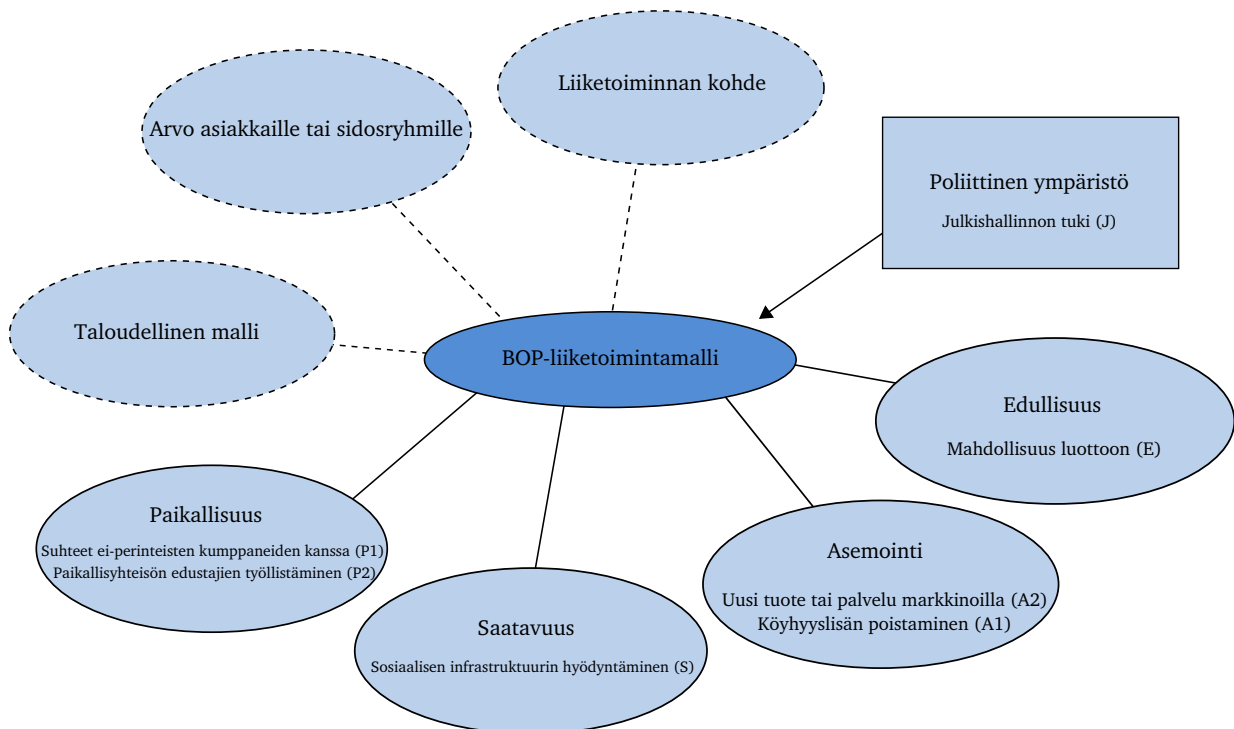 Liiketoiminnan kohde
Arvo asiakkaille tai sidosryhmille
Poliittinen ympäristö
Julkishallinnon tuki (J)
Taloudellinen malli
BOP-liiketoimintamalli
Edullisuus
Mahdollisuus luottoon (E)
Paikallisuus
Suhteet ei-perinteisten kumppaneiden kanssa (P1)
Paikallisyhteisön edustajien työllistäminen (P2)
Asemointi
Uusi tuote tai palvelu markkinoilla (A2)
Köyhyyslisän poistaminen (A1)
Saatavuus
Sosiaalisen infrastruktuurin hyödyntäminen (S)